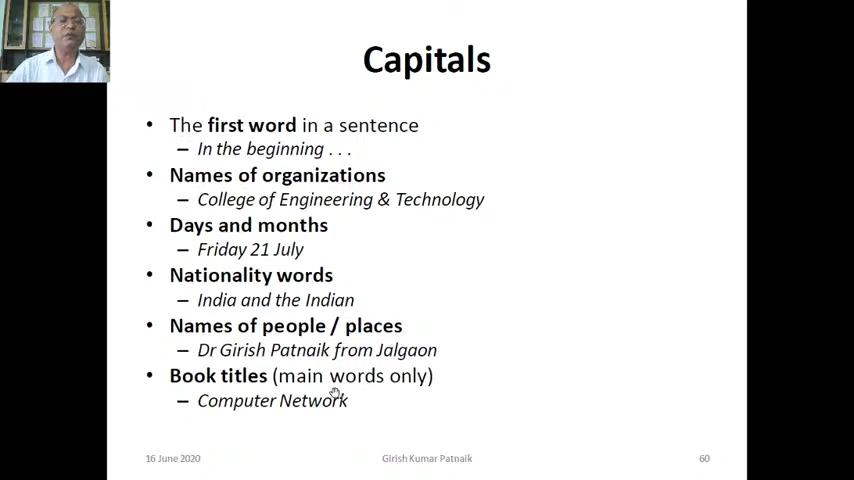 Capitals
• The first word in a sentence
– In the beginning . . .
• Names of organizations
– College of Engineering & Technology
• Days and months
– Friday 21 July
• Nationality words
– India and the Indian
• Names of people / places
– Dr Girish Patnaik from Jalgaon
• Book titles (main words only)
– Computer Network
16 June 2020
Girish Kumar Patnaik
60